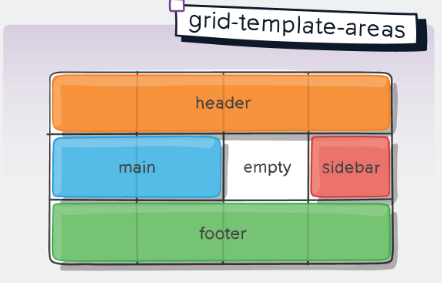 grid-template-areas
header
main empty sidebar
footer